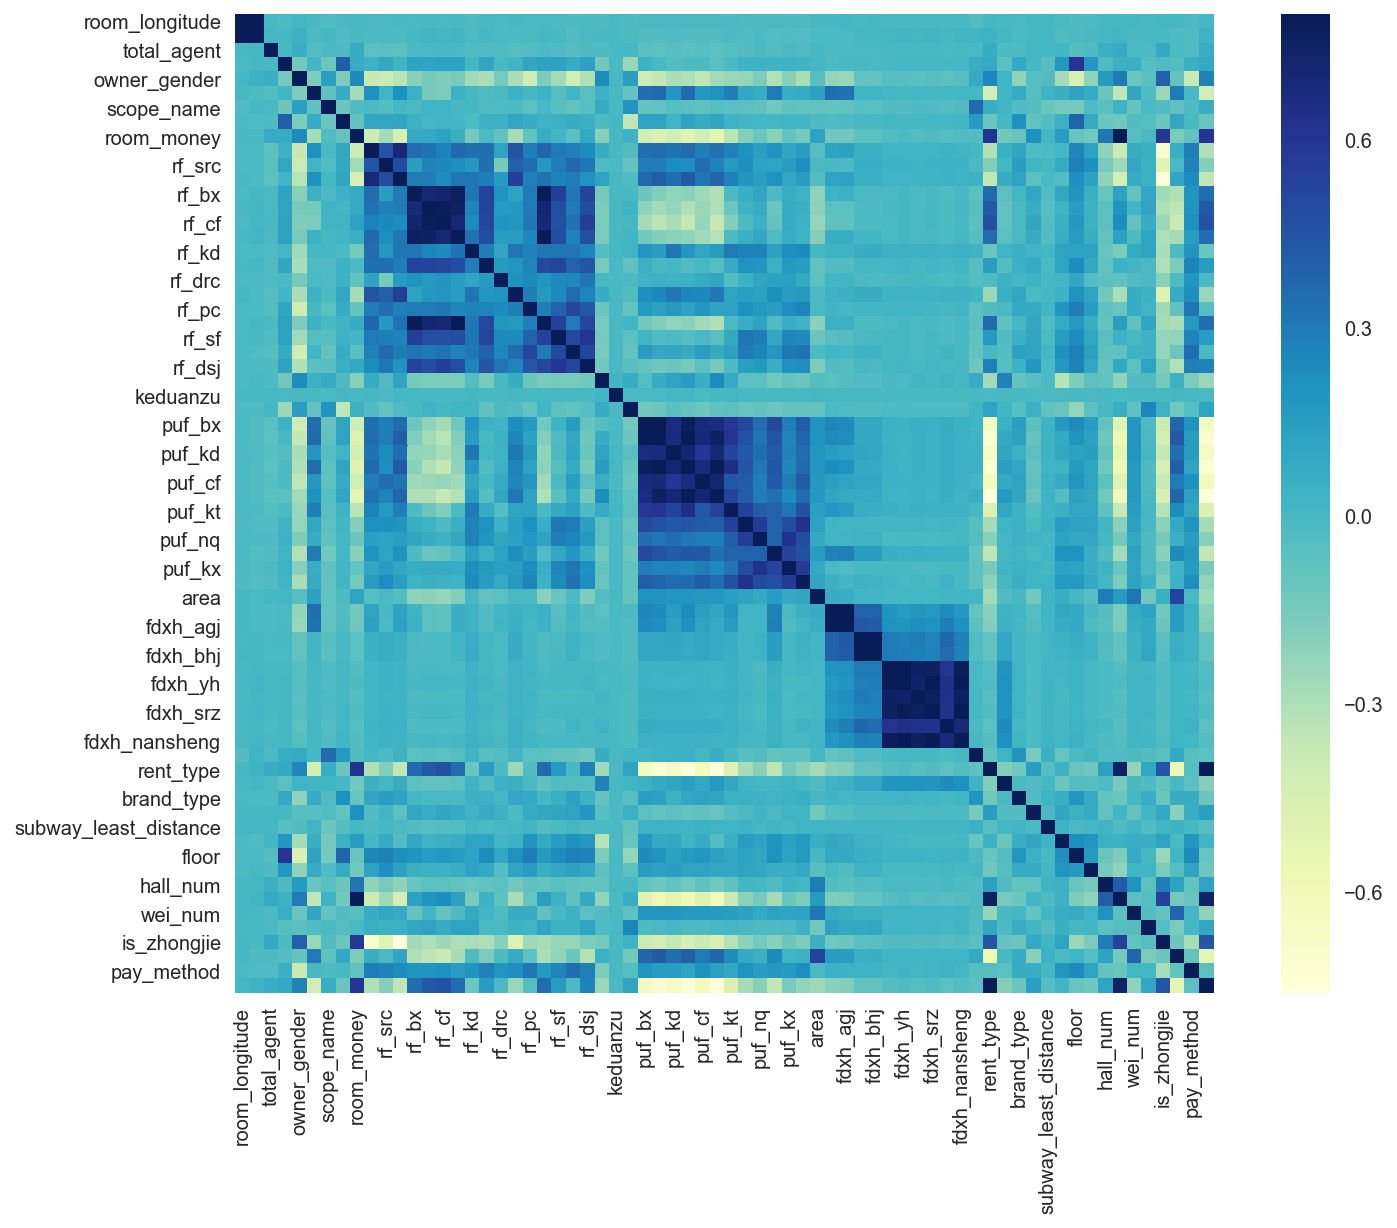 room_longitude
total_agent
owner_gender
scope_name
room_money
rf_src
rf_bx
rf_cf
rf_kd
rf_drc
rf_pc
rf_sf
rf_dsj
keduanzu
puf_bx
puf_kd
puf_cf
puf_kt
puf_nq
puf_kx
area
fdxh_agj
fdxh_bhj
fdxh_yh
fdxh_srz
fdxh_nansheng
rent_type
brand_type
subway_least_distance
floor
hall_num
wei_num
is_zhongjie
pay_method
room_longitude
total_agent
owner_gender
scope_name
room_money
rf_src
rf_bx
rf_cf
rf_kd
rf_drc
rf_pc
rf_sf
rf_dsj
keduanzu
puf_bx
puf_kd
puf_cf
puf_kt
puf_nq
puf_kx
area
fdxh_agj
fdxh_bhj
fdxh_yh
fdxh_srz
fdxh_nansheng
rent_type
brand_type
subway_least_distance
floor
hall_num
wei_num
is_zhongjie
pay_method
0.6
0.3
0.0
−0.3
−0.6